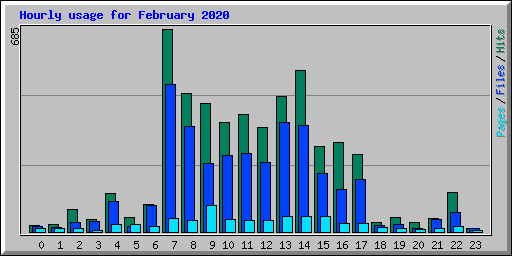 Hourly usage for February 2020
685
Pages / Files / Hits
0 1 2 3 4 5 6 7 8 9 10 11 12 13 14 15 16 17 18 19 20 21 22 23